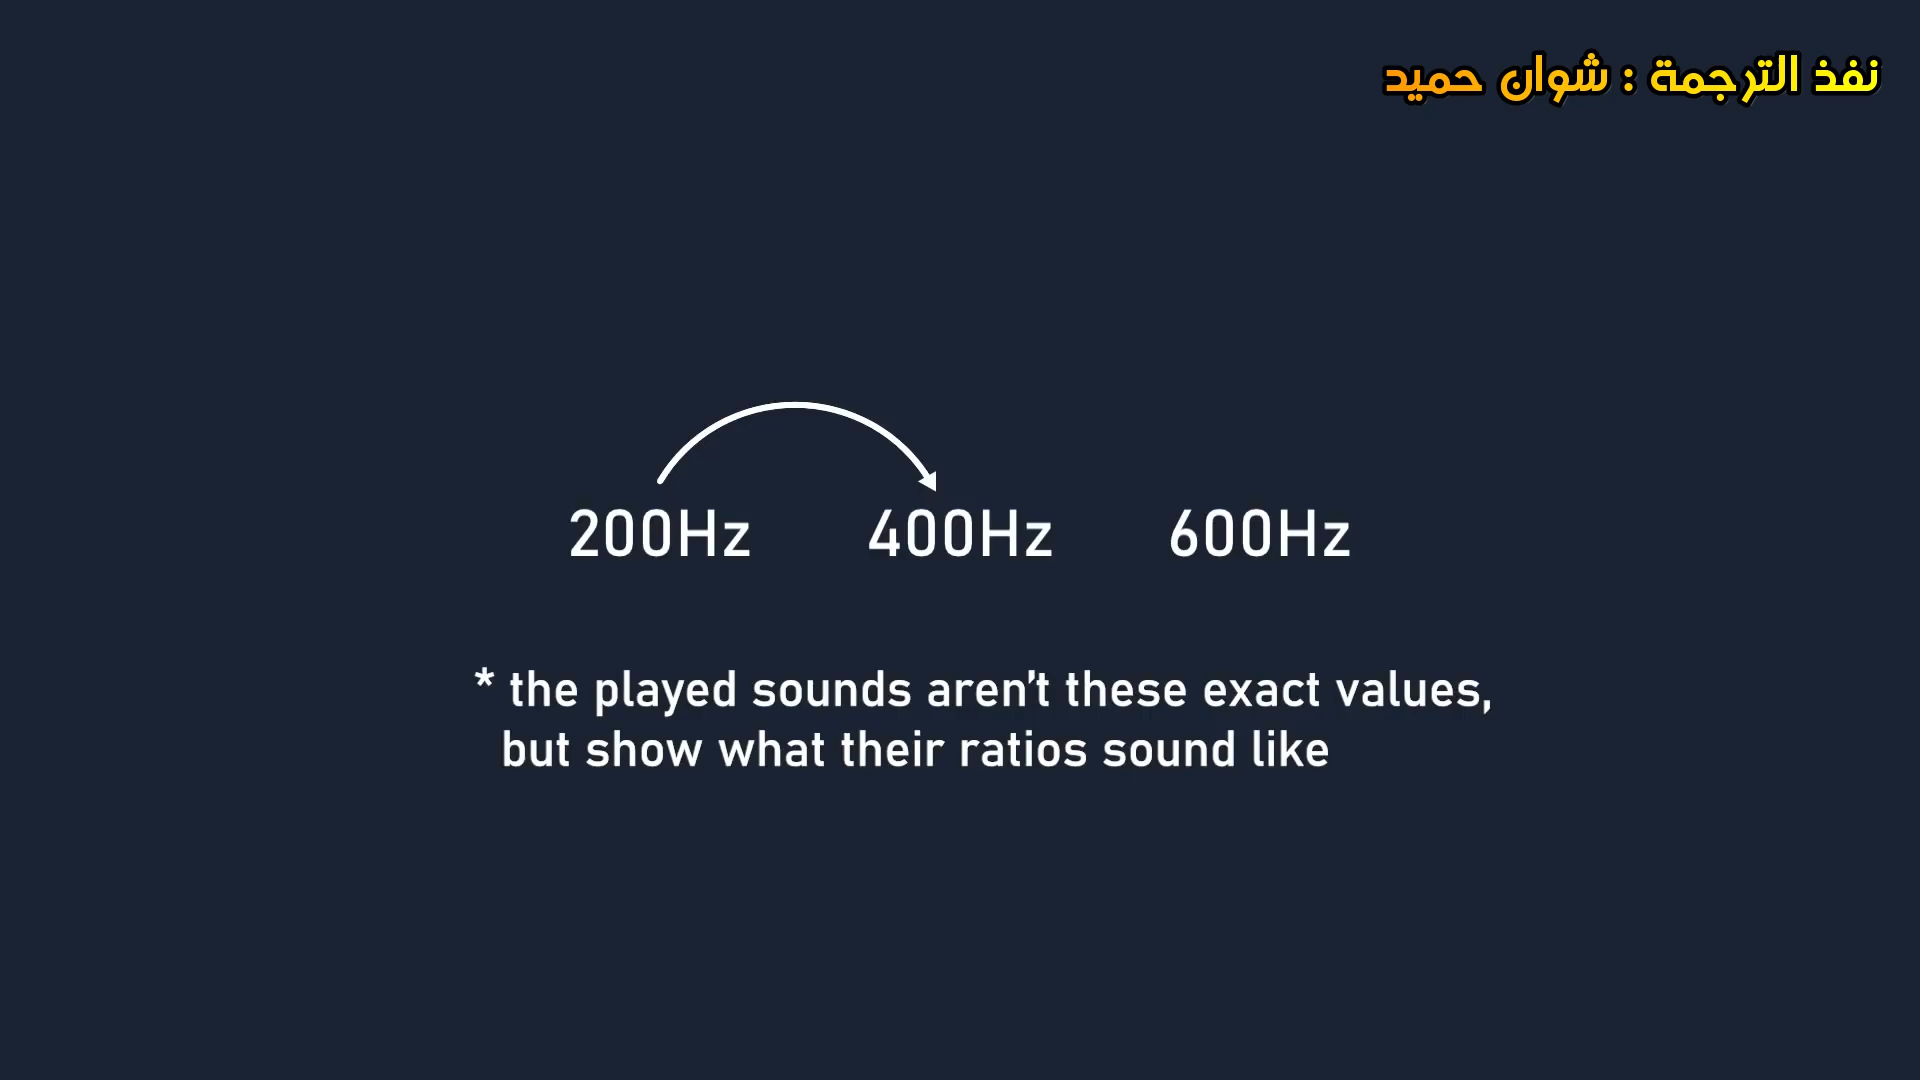 نفذ الترجمة : شوان حميد
200Hz 400Hz 600Hz
* the played sounds aren't these exact values,
but show what their ratios sound like